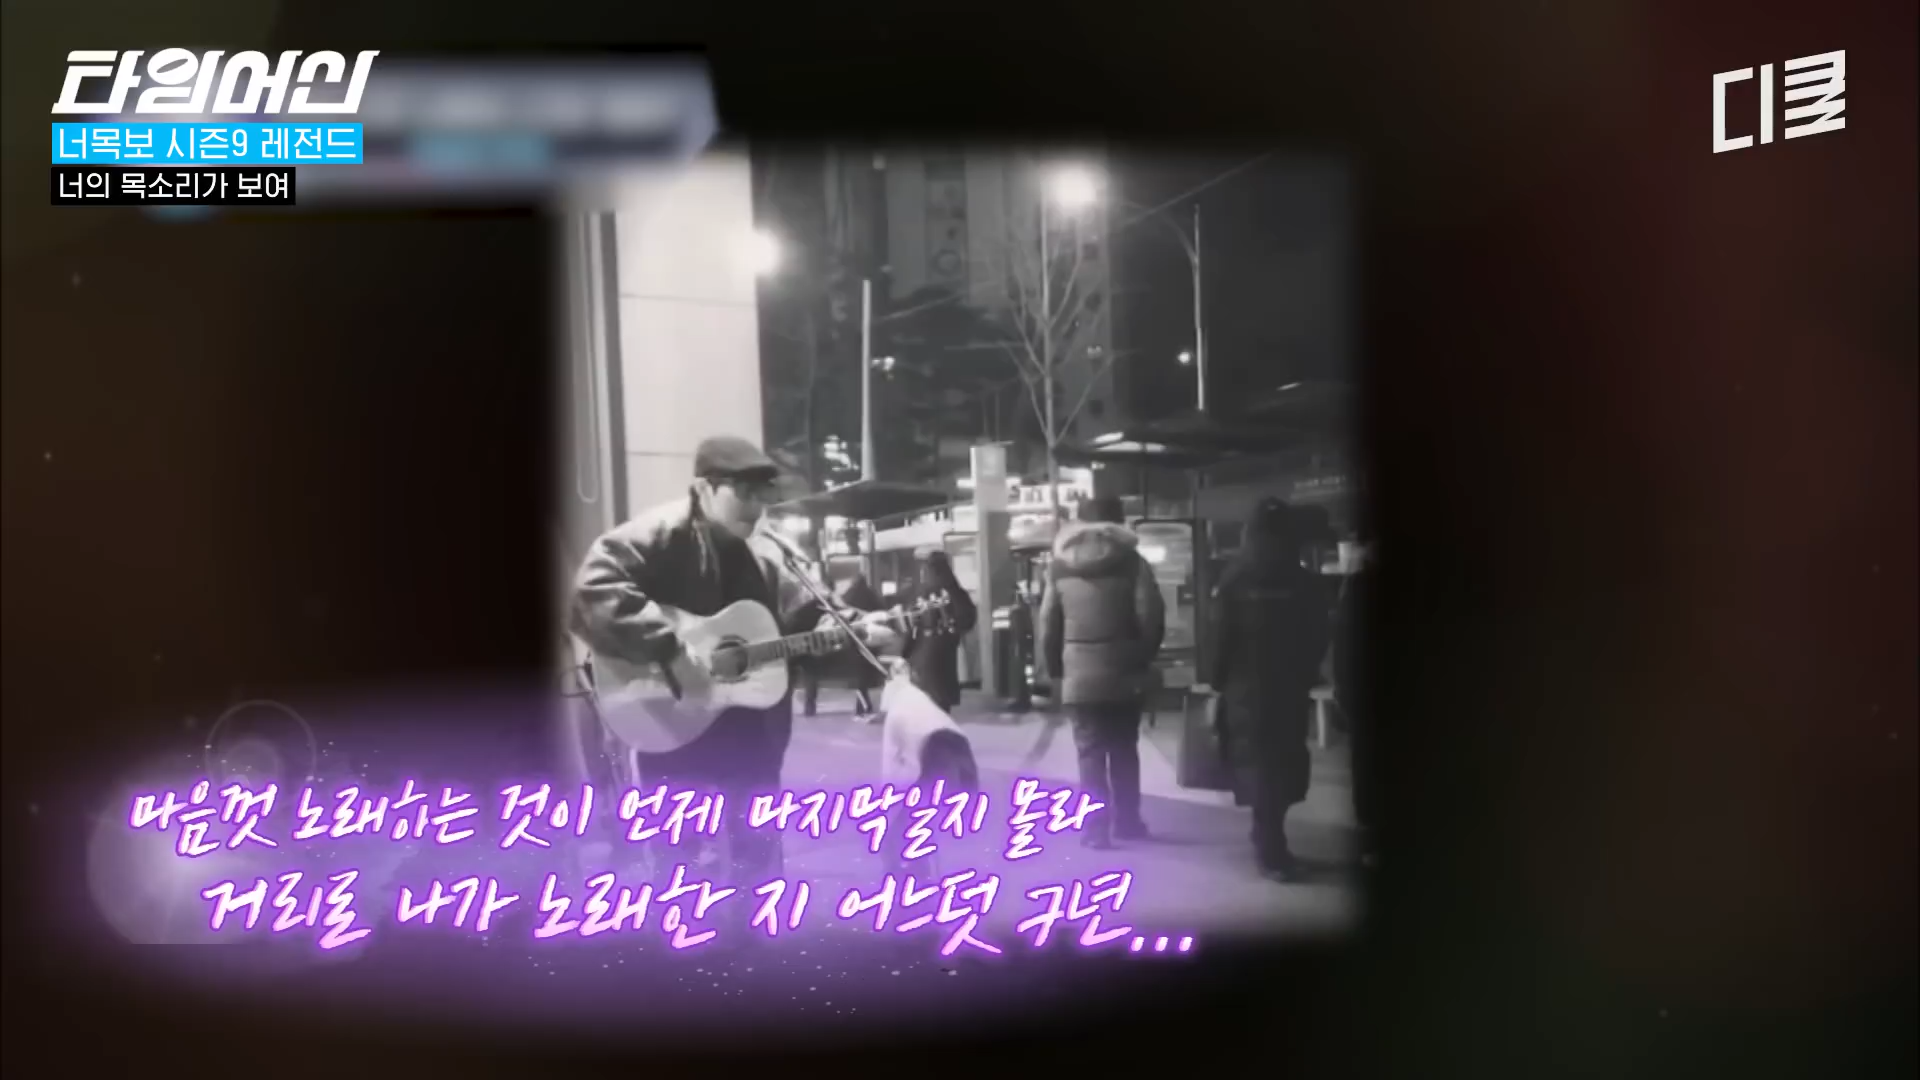 타임머신
디클
너목보 시즌9 레전드
너의 목소리가 보여
마음껏 노래하는 것이 언제 마지막일지 몰라
거리로 나가 노래한 지 어느덧 9년...